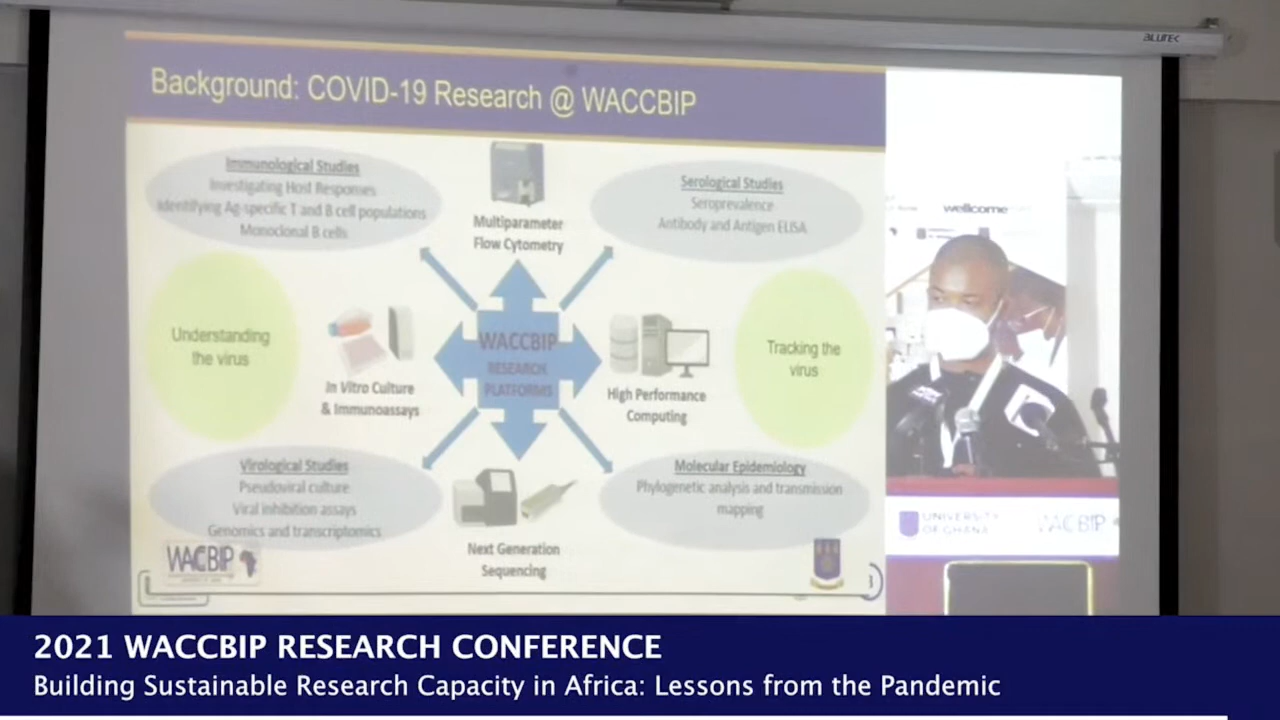 ALUTEK
Background: COVID-19 Research @ WACCBIP
Immunological Studies
Investigating Host Responses
Identifying Ag-specific T and B cell populations
Monoclonal B cells
Multiparameter
Flow Cytometry
Serological Studies
Seroprevalence
Antibody and Antigen ELISA
wellcome
Understanding
the virus
In Vitro Culture
& Immunoassays
WACCBIP
RESEARCH
PLATFORMS
High Performance
Computing
Tracking the
virus
Virological Studies
Pseudoviral culture
Viral inhibition assays
Genomics and transcriptomics
Next Generation
Sequencing
Molecular Epidemiology
Phylogenetic analysis and transmission
mapping
WACCBIP
UNIVERSITY
OF GHANA
WACCBIP
2021 WACCBIP RESEARCH CONFERENCE
Building Sustainable Research Capacity in Africa: Lessons from the Pandemic